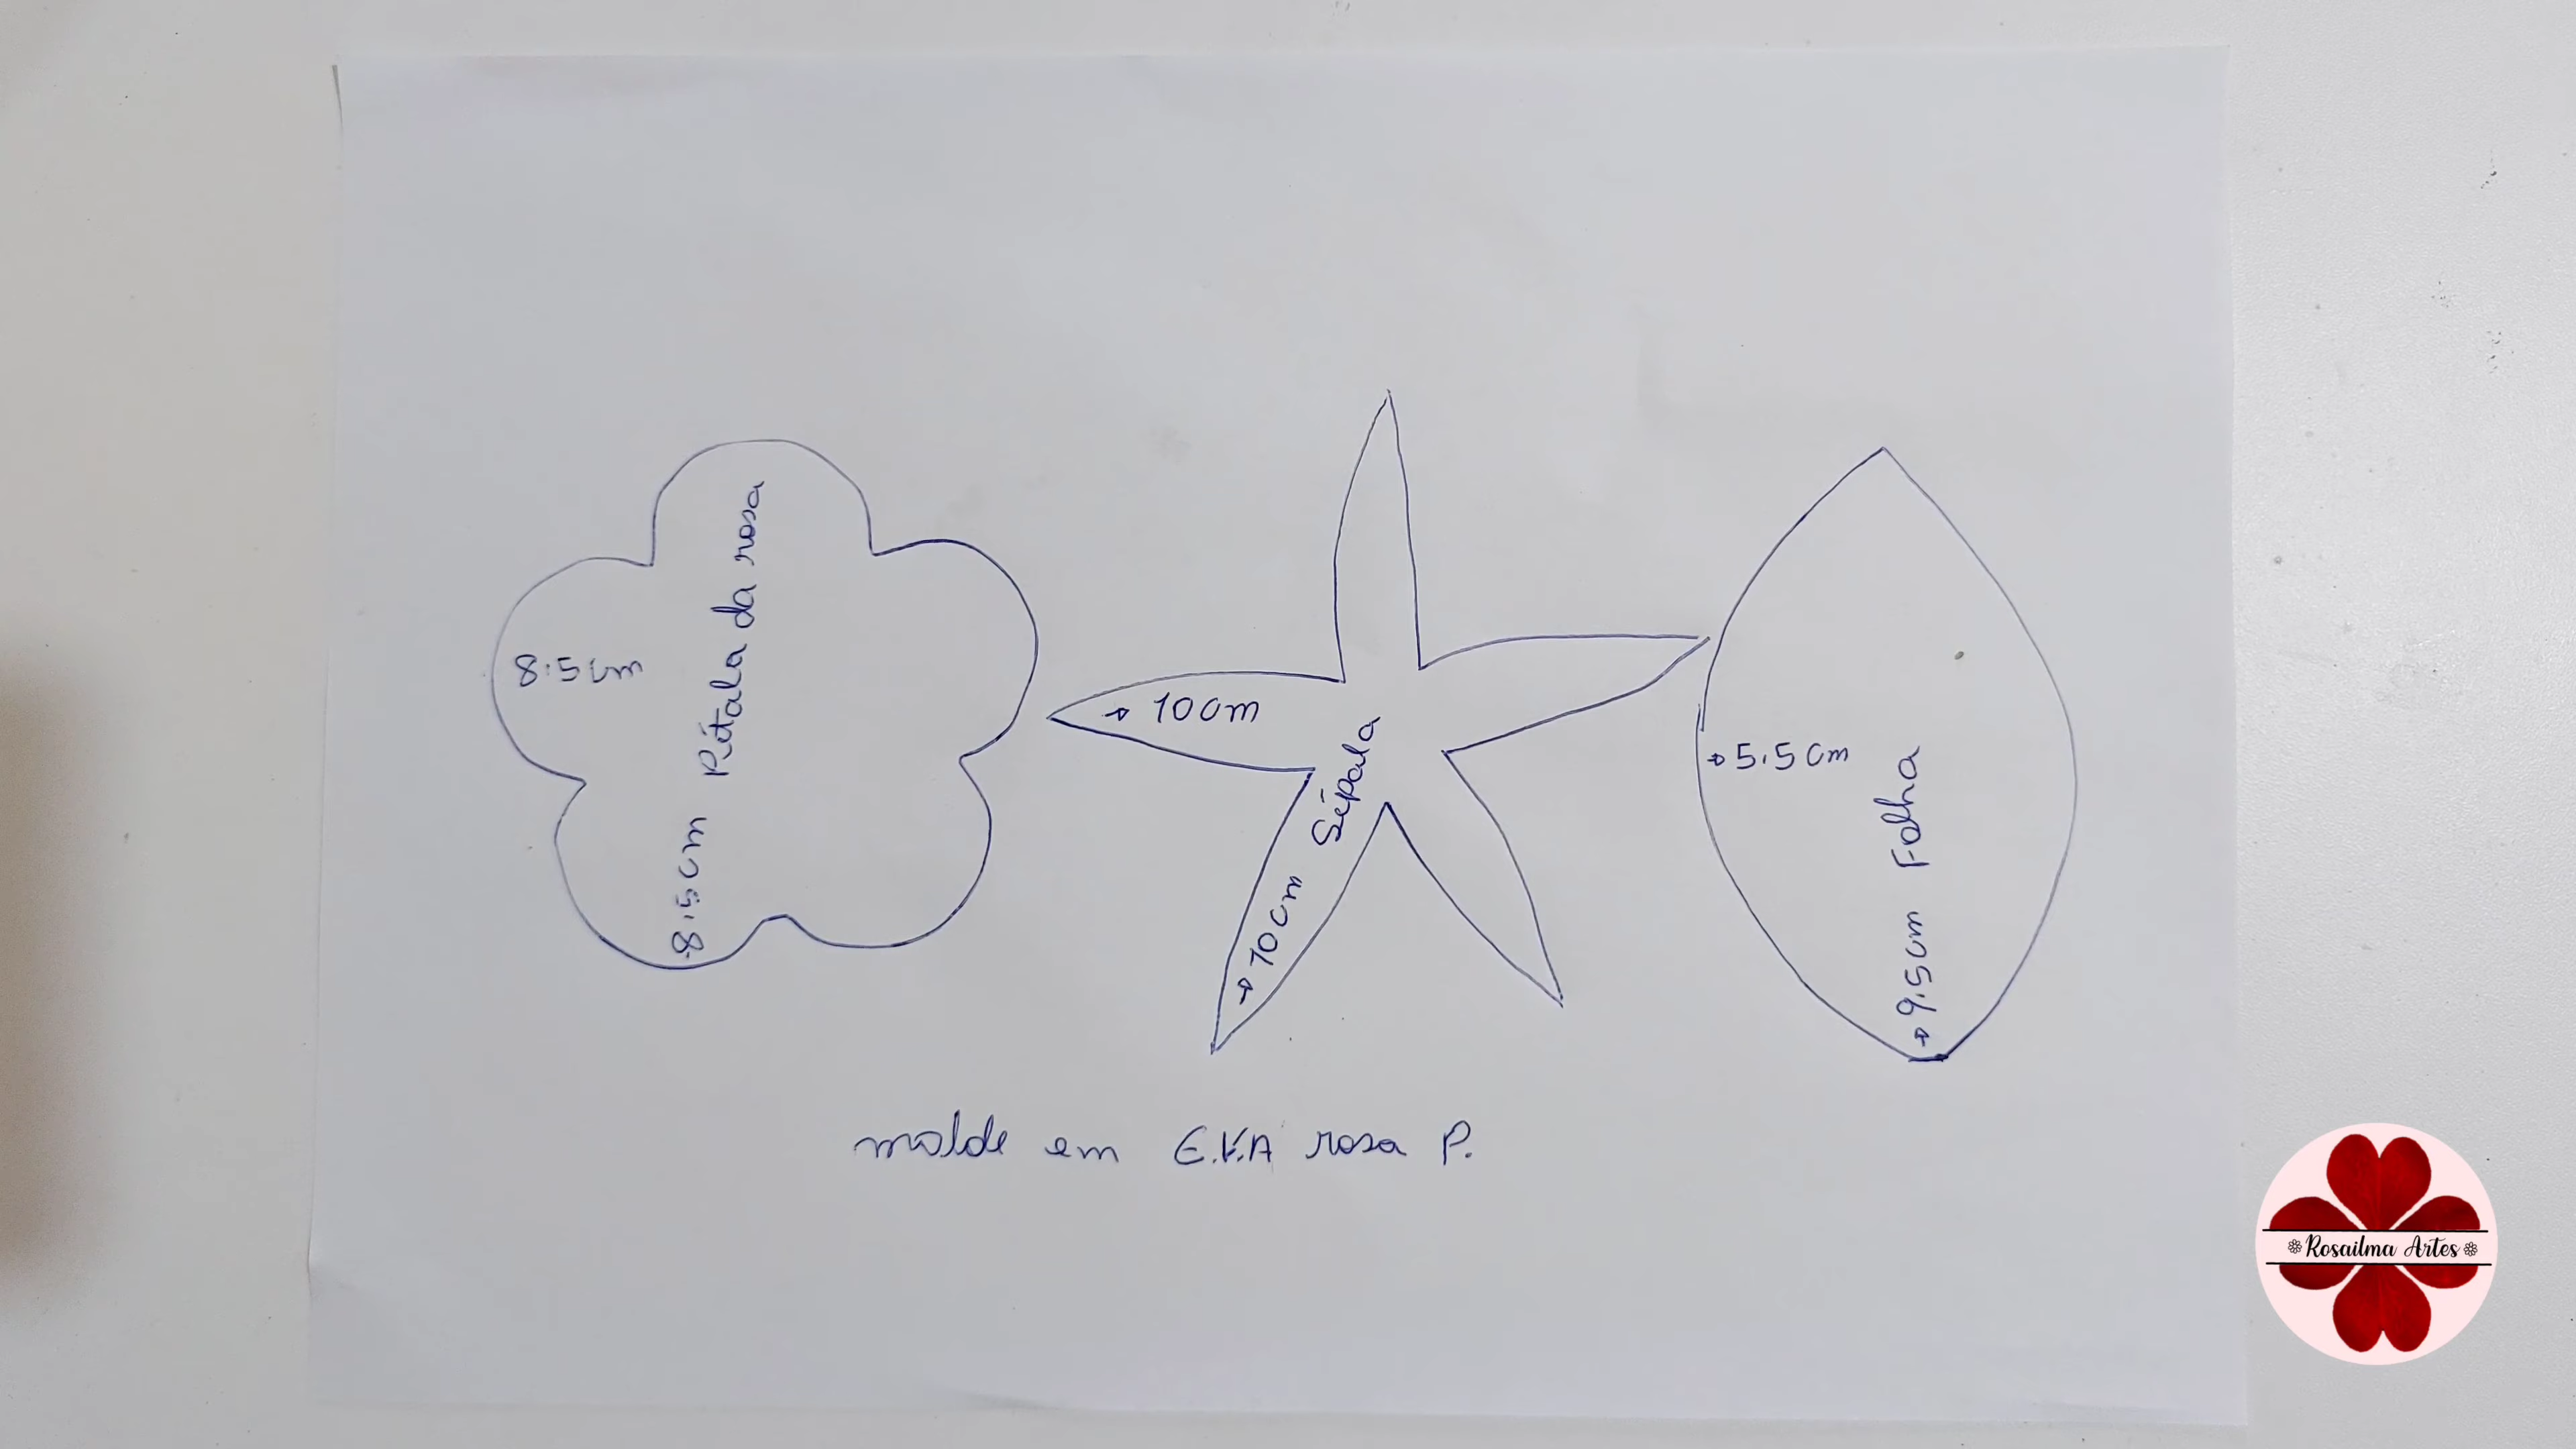 8.5cm
8.5cm Pétala da rosa
10cm
10cm Sépala
5.5cm
9.5cm Folha
molde em E.V.A rosa P.
Rosailma Artes